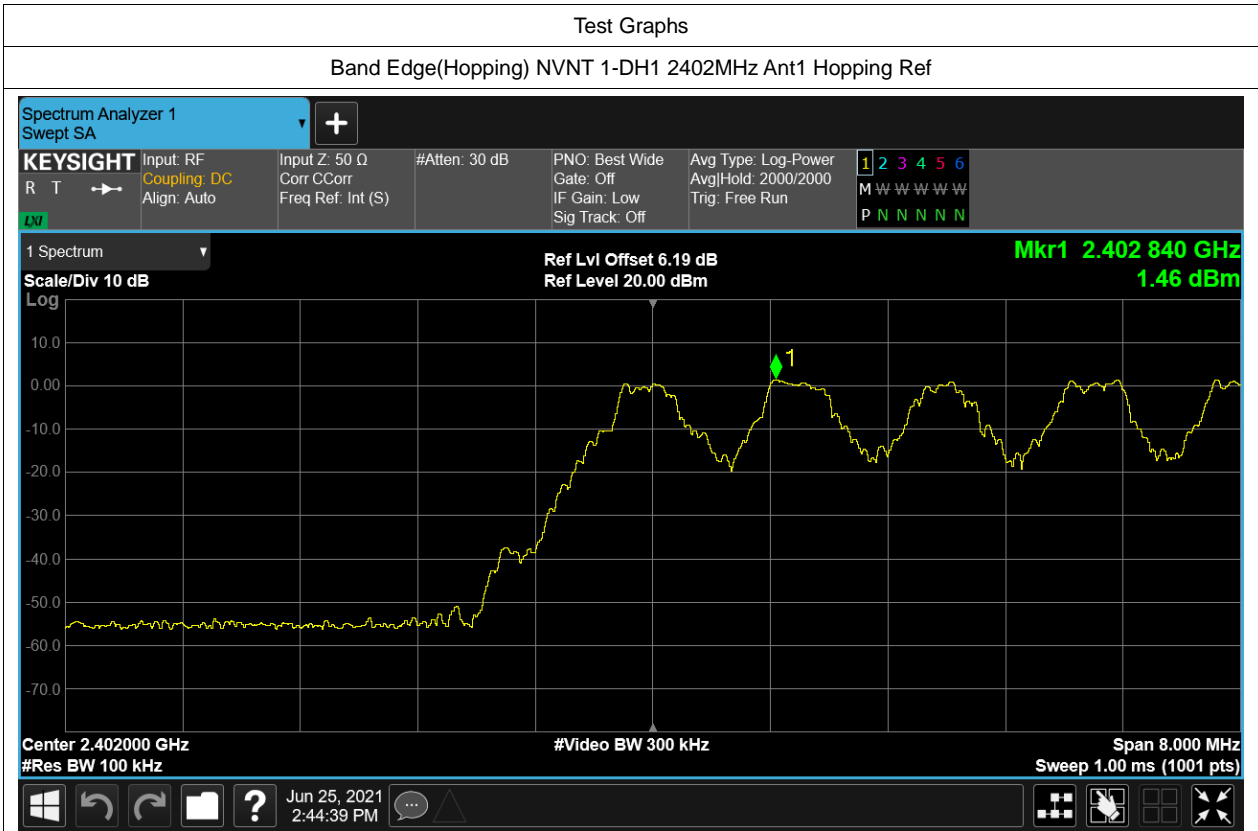 Test Graphs
Band Edge(Hopping) NVNT 1-DH1 2402MHz Ant1 Hopping Ref
Spectrum Analyzer 1
Swept SA
KEYSIGHT
R T
LXI
Input: RF
Coupling: DC
Align: Auto
Input Z: 50 Ω
Corr CCorr
Freq Ref: Int (S)
#Atten: 30 dB
PNO: Best Wide
Gate: Off
IF Gain: Low
Sig Track: Off
Avg Type: Log-Power
Avg|Hold: 2000/2000
Trig: Free Run
1 2 3 4 5 6
M W W W W W
P N N N N N
1 Spectrum
Scale/Div 10 dB
Ref Lvl Offset 6.19 dB
Ref Level 20.00 dBm
Mkr1 2.402 840 GHz
1.46 dBm
Log
10.0
0.00
-10.0
-20.0
-30.0
-40.0
-50.0
-60.0
-70.0
1
Center 2.402000 GHz
#Res BW 100 kHz
#Video BW 300 kHz
Span 8.000 MHz
Sweep 1.00 ms (1001 pts)
?
Jun 25, 2021
2:44:39 PM